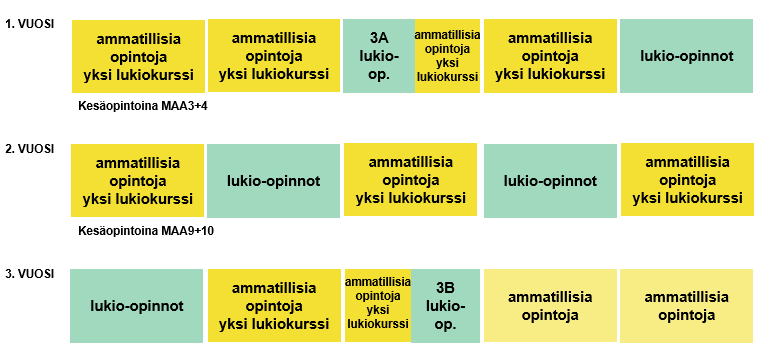 1. VUOSI
ammatillisia
opintoja
yksi lukiokurssi
ammatillisia
opintoja
yksi lukiokurssi
3A
lukio-
op.
ammatillisia
opintoja
yksi
lukiokurssi
ammatillisia
opintoja
yksi lukiokurssi
lukio-opinnot
Kesäopintoina MAA3+4
2. VUOSI
ammatillisia
opintoja
yksi lukiokurssi
lukio-opinnot
ammatillisia
opintoja
yksi lukiokurssi
lukio-opinnot
ammatillisia
opintoja
yksi lukiokurssi
Kesäopintoina MAA9+10
3. VUOSI
lukio-opinnot
ammatillisia
opintoja
yksi lukiokurssi
ammatillisia
opintoja
yksi
lukiokurssi
3B
lukio-
op.
ammatillisia
opintoja
ammatillisia
opintoja